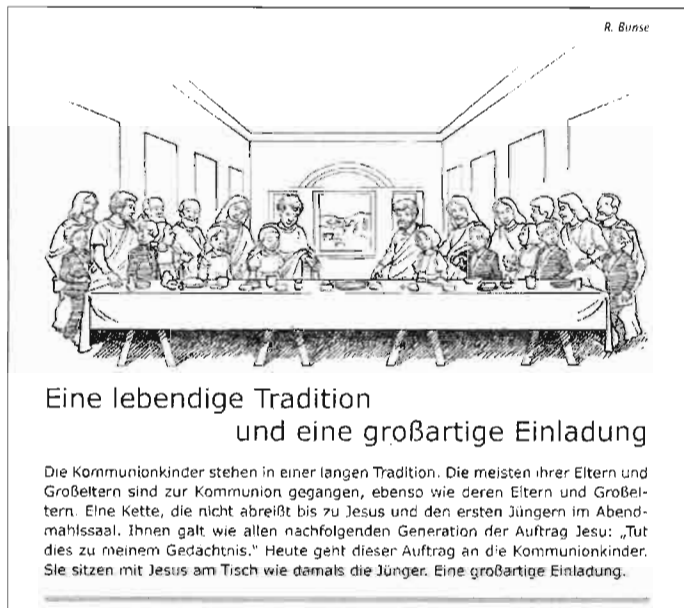 R. Bunse
Eine lebendige Tradition
und eine großartige Einladung
Die Kommunionkinder stehen in einer langen Tradition. Die meisten ihrer Eltern und
Großeltern sind zur Kommunion gegangen, ebenso wie deren Eltern und Großel-
tern. Eine Kette, die nicht abreißt bis zu Jesus und den ersten Jüngern im Abend-
mahlssaal. Ihnen galt wie allen nachfolgenden Generation der Auftrag Jesu: „Tut
dies zu meinem Gedächtnis.“ Heute geht dieser Auftrag an die Kommunionkinder.
Sie sitzen mit Jesus am Tisch wie damals die Jünger. Eine großartige Einladung.